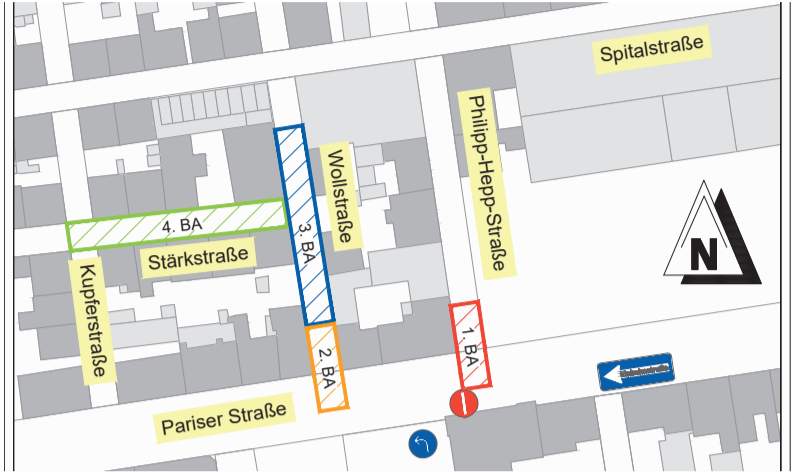 Spitalstraße
Philipp-Hepp-Straße
Wollstraße
4. BA
3. BA
Stärkstraße
Kupferstraße
N
1. BA
2. BA
Pariser Straße